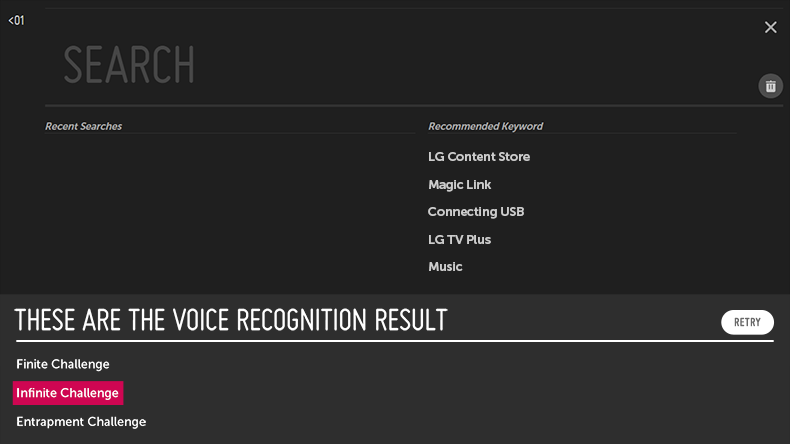 <01
SEARCH
Recent Searches
Recommended Keyword
LG Content Store
Magic Link
Connecting USB
LG TV Plus
Music
THESE ARE THE VOICE RECOGNITION RESULT
RETRY
Finite Challenge
Infinite Challenge
Entrapment Challenge